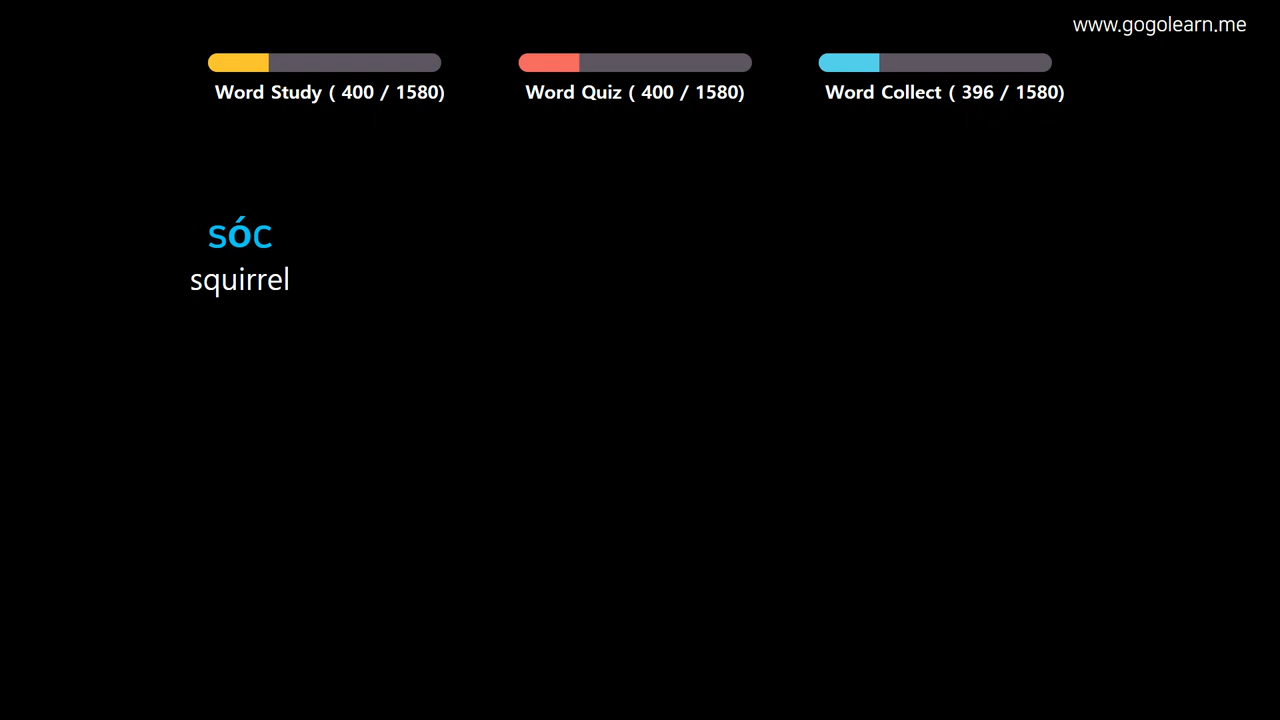 www.gogolearn.me
Word Study ( 400 / 1580)
Word Quiz ( 400 / 1580)
Word Collect ( 396 / 1580)
sóc
squirrel